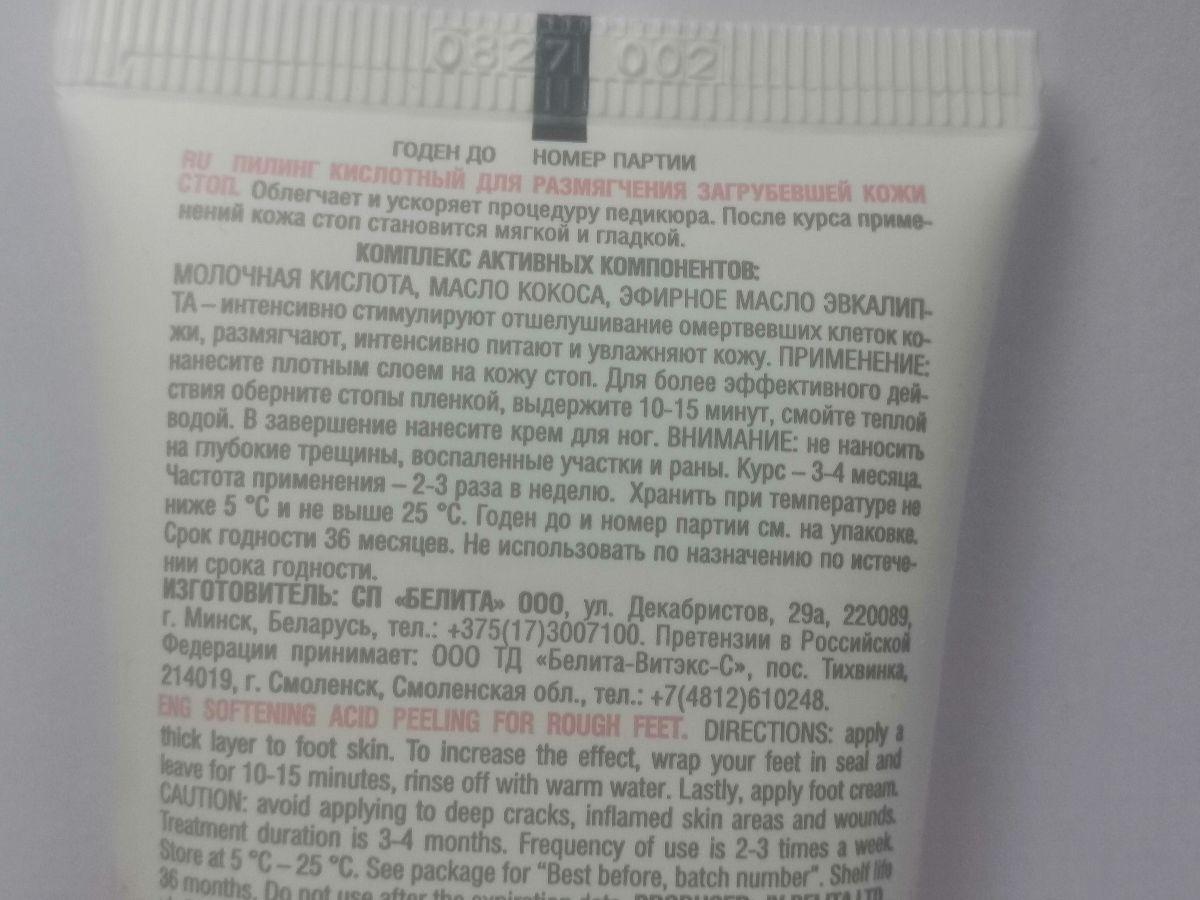 0827 002
ГОДЕН ДО НОМЕР ПАРТИИ
RU ПИЛИНГ КИСЛОТНЫЙ ДЛЯ РАЗМЯГЧЕНИЯ ЗАГРУБЕВШЕЙ КОЖИ
СТОП. Облегчает и ускоряет процедуру педикюра. После курса приме-
нений кожа стоп становится мягкой и гладкой.
КОМПЛЕКС АКТИВНЫХ КОМПОНЕНТОВ:
МОЛОЧНАЯ КИСЛОТА, МАСЛО КОКОСА, ЭФИРНОЕ МАСЛО ЭВКАЛИП-
ТА – интенсивно стимулируют отшелушивание омертвевших клеток ко-
жи, размягчают, интенсивно питают и увлажняют кожу. ПРИМЕНЕНИЕ:
нанесите плотным слоем на кожу стоп. Для более эффективного дей-
ствия оберните стопы пленкой, выдержите 10-15 минут, смойте теплой
водой. В завершение нанесите крем для ног. ВНИМАНИЕ: не наносить
на глубокие трещины, воспаленные участки и раны. Курс – 3-4 месяца.
Частота применения – 2-3 раза в неделю. Хранить при температуре не
ниже 5 °С и не выше 25 °С. Годен до и номер партии см. на упаковке.
Срок годности 36 месяцев. Не использовать по назначению по истече-
нии срока годности.
ИЗГОТОВИТЕЛЬ: СП «БЕЛИТА» ООО, ул. Декабристов, 29а, 220089,
г. Минск, Беларусь, тел.: +375(17)3007100. Претензии в Российской
Федерации принимает: ООО ТД «Белита-Витэкс-С», пос. Тихвинка,
214019, г. Смоленск, Смоленская обл., тел.: +7(4812)610248.
ENG SOFTENING ACID PEELING FOR ROUGH FEET. DIRECTIONS: apply a
thick layer to foot skin. To increase the effect, wrap your feet in seal and
leave for 10-15 minutes, rinse off with warm water. Lastly, apply foot cream.
CAUTION: avoid applying to deep cracks, inflamed skin areas and wounds.
Treatment duration is 3-4 months. Frequency of use is 2-3 times a week.
Store at 5 °C – 25 °C. See package for "Best before, batch number". Shelf life
36 months. Do not use after the expiration date.